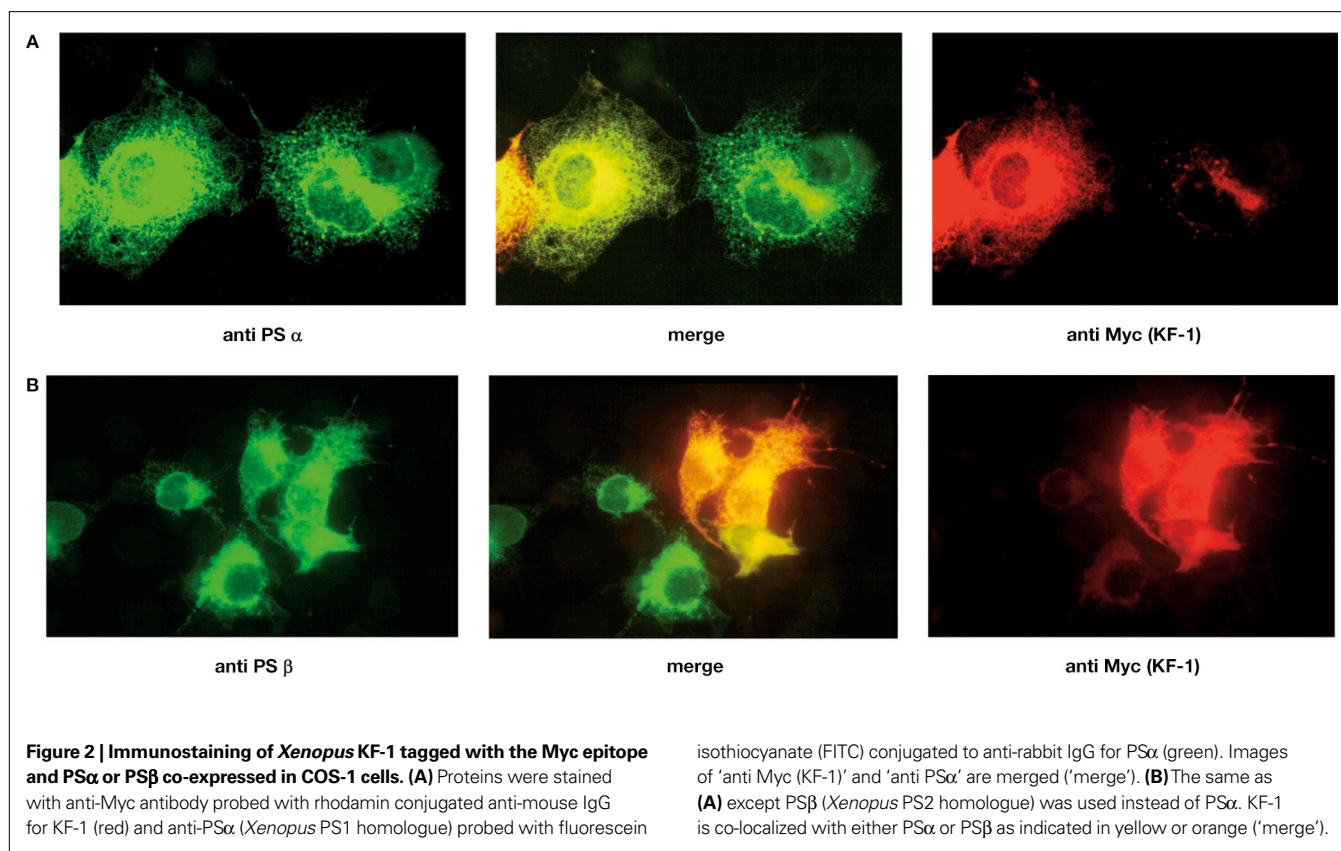 A
anti PS α
merge
anti Myc (KF-1)
B
anti PS β
merge
anti Myc (KF-1)
Figure 2 | Immunostaining of Xenopus KF-1 tagged with the Myc epitope
and PSα or PSβ co-expressed in COS-1 cells. (A) Proteins were stained
with anti-Myc antibody probed with rhodamin conjugated anti-mouse IgG
for KF-1 (red) and anti-PSα (Xenopus PS1 homologue) probed with fluorescein
isothiocyanate (FITC) conjugated to anti-rabbit IgG for PSα (green). Images
of ‘anti Myc (KF-1)’ and ‘anti PSα’ are merged (‘merge’). (B) The same as
(A) except PSβ (Xenopus PS2 homologue) was used instead of PSα. KF-1
is co-localized with either PSα or PSβ as indicated in yellow or orange (‘merge’).